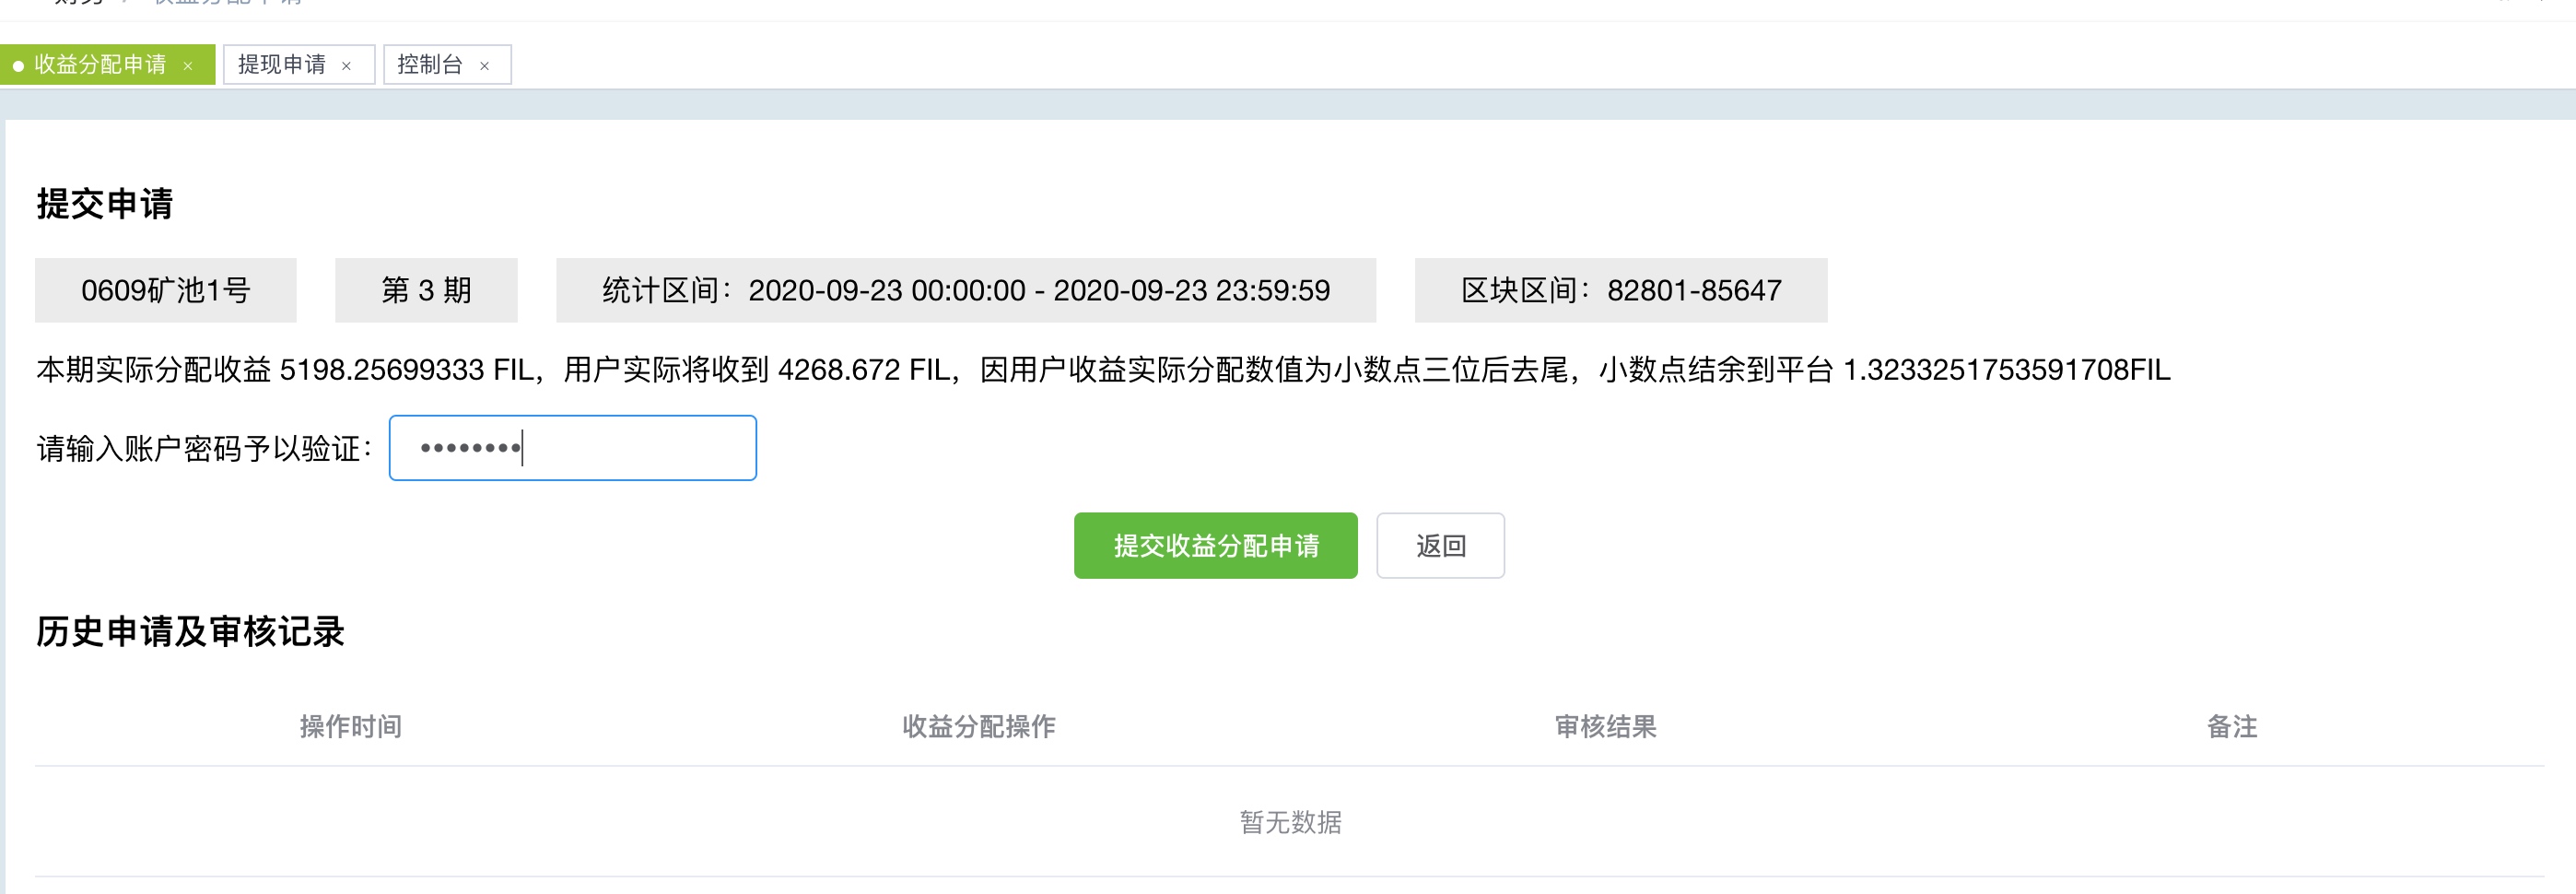 收益分配申请 × 提现申请 × 控制台 ×
提交申请
0609矿池1号 第 3 期 统计区间：2020-09-23 00:00:00 - 2020-09-23 23:59:59 区块区间：82801-85647
本期实际分配收益 5198.25699333 FIL，用户实际将收到 4268.672 FIL，因用户收益实际分配数值为小数点三位后去尾，小数点结余到平台 1.3233251753591708FIL
请输入账户密码予以验证：
提交收益分配申请 返回
历史申请及审核记录
操作时间 收益分配操作 审核结果 备注
暂无数据